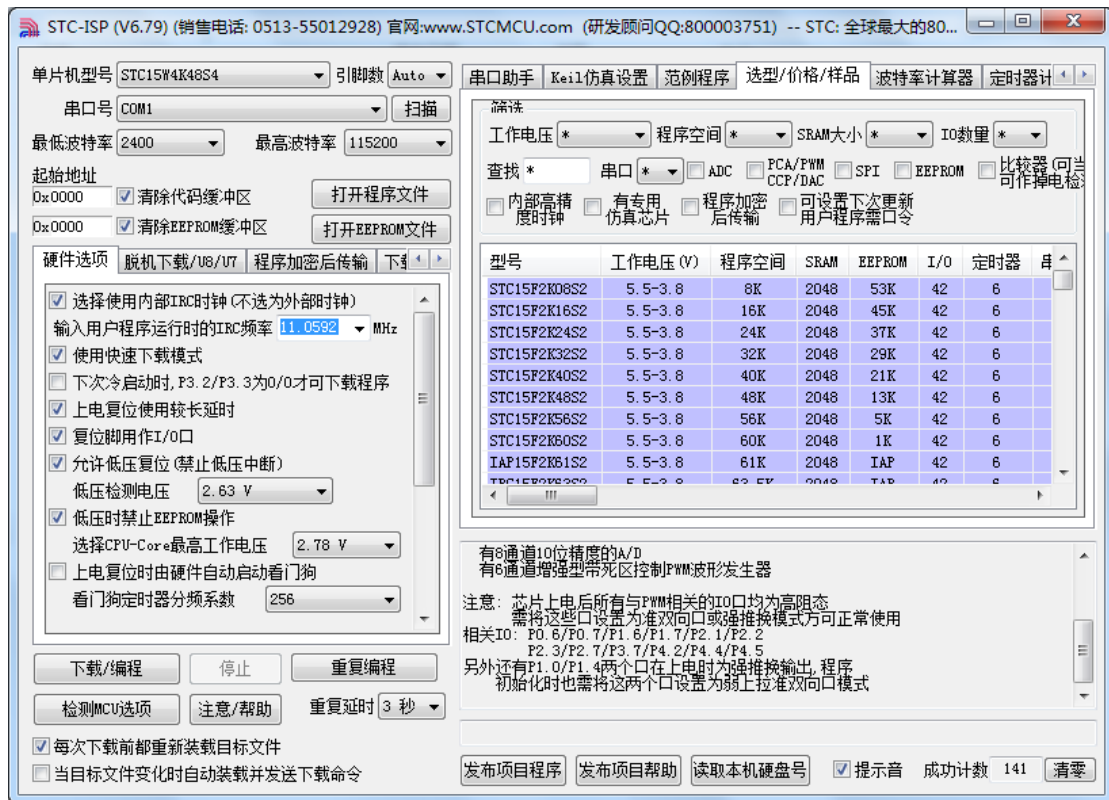 STC-ISP (V6.79) (销售电话: 0513-55012928) 官网:www.STCMCU.com (研发顾问QQ:800003751) -- STC: 全球最大的80...
单片机型号 STC15W4K48S4 引脚数 Auto
串口号 COM1 扫描
最低波特率 2400 最高波特率 115200
起始地址
0x0000 清除代码缓冲区 打开程序文件
0x0000 清除EEPROM缓冲区 打开EEPROM文件
硬件选项 脱机下载/U8/U7 程序加密后传输
选择使用内部IRC时钟(不选为外部时钟)
输入用户程序运行时的IRC频率 11.0592 MHz
使用快速下载模式
下次冷启动时,P3.2/P3.3为0/0才可下载程序
上电复位使用较长延时
复位脚用作I/O口
允许低压复位(禁止低压中断)
低压检测电压 2.63 V
低压时禁止EEPROM操作
选择CPU-Core最高工作电压 2.78 V
上电复位时由硬件自动启动看门狗
看门狗定时器分频系数 256
下载/编程 停止 重复编程
检测MCU选项 注意/帮助 重复延时 3 秒
每次下载前都重新装载目标文件
当目标文件变化时自动装载并发送下载命令
串口助手 Keil仿真设置 范例程序 选型/价格/样品 波特率计算器 定时器计
筛选
工作电压 * 程序空间 * SRAM大小 * IO数量 *
查找 * 串口 * ADC PCA/PWM CCP/DAC SPI EEPROM 比较器(可当可作掉电检
内部高精度时钟 有专用仿真芯片 程序加密后传输 可设置下次更新用户程序需口令
型号 工作电压(V) 程序空间 SRAM EEPROM I/O 定时器
STC15F2K08S2 5.5-3.8 8K 2048 53K 42 6
STC15F2K16S2 5.5-3.8 16K 2048 45K 42 6
STC15F2K24S2 5.5-3.8 24K 2048 37K 42 6
STC15F2K32S2 5.5-3.8 32K 2048 29K 42 6
STC15F2K40S2 5.5-3.8 40K 2048 21K 42 6
STC15F2K48S2 5.5-3.8 48K 2048 13K 42 6
STC15F2K56S2 5.5-3.8 56K 2048 5K 42 6
STC15F2K60S2 5.5-3.8 60K 2048 1K 42 6
IAP15F2K61S2 5.5-3.8 61K 2048 IAP 42 6
有8通道10位精度的A/D
有6通道增强型带死区控制PWM波形发生器
注意: 芯片上电后所有与PWM相关的IO口均为高阻态
需将这些口设置为准双向口或强推挽模式方可正常使用
相关IO: P0.6/P0.7/P1.6/P1.7/P2.1/P2.2
P2.3/P2.7/P3.7/P4.2/P4.4/P4.5
另外还有P1.0/P1.4两个口在上电时为强推挽输出,程序
初始化时也需将这两个口设置为弱上拉准双向口模式
发布项目程序 发布项目帮助 读取本机硬盘号 提示音 成功计数 141 清零